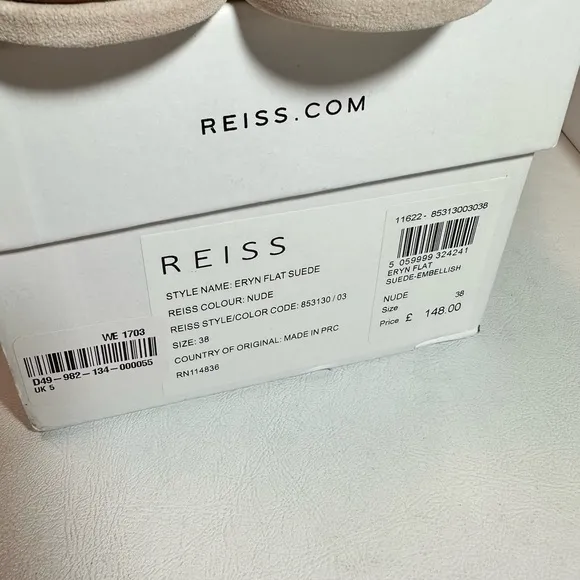 REISS.COM
REISS
STYLE NAME: ERYN FLAT SUEDE
REISS COLOUR: NUDE
REISS STYLE/COLOR CODE: 853130 / 03
SIZE: 38
COUNTRY OF ORIGINAL: MADE IN PRC
RN114836
11622- 85313003038
5 059999 324241
ERYN FLAT
SUEDE-EMBELLISH
NUDE
Size 38
Price £ 148.00
WE 1703
D49-982-134-000055
UK 5